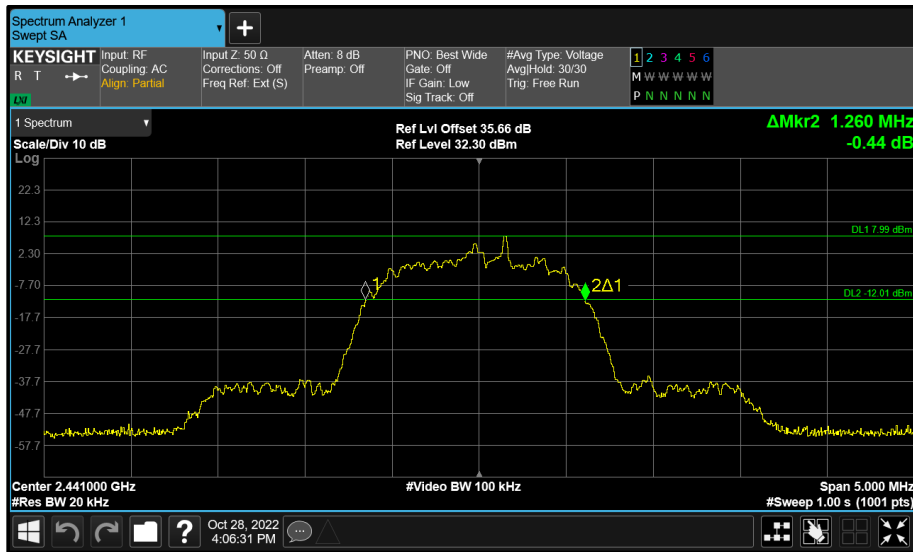 Spectrum Analyzer 1
Swept SA
KEYSIGHT
R T
LXI
Input: RF
Coupling: AC
Align: Partial
Input Z: 50 Ω
Corrections: Off
Freq Ref: Ext (S)
Atten: 8 dB
Preamp: Off
PNO: Best Wide
Gate: Off
IF Gain: Low
Sig Track: Off
#Avg Type: Voltage
Avg|Hold: 30/30
Trig: Free Run
1 2 3 4 5 6
M W W W W W
P N N N N N
1 Spectrum
Scale/Div 10 dB
Ref Lvl Offset 35.66 dB
Ref Level 32.30 dBm
ΔMkr2 1.260 MHz
-0.44 dB
Log
22.3
12.3
DL1 7.99 dBm
2.30
-7.70
1
2Δ1
DL2 -12.01 dBm
-17.7
-27.7
-37.7
-47.7
-57.7
Center 2.441000 GHz
#Res BW 20 kHz
#Video BW 100 kHz
Span 5.000 MHz
#Sweep 1.00 s (1001 pts)
?
Oct 28, 2022
4:06:31 PM